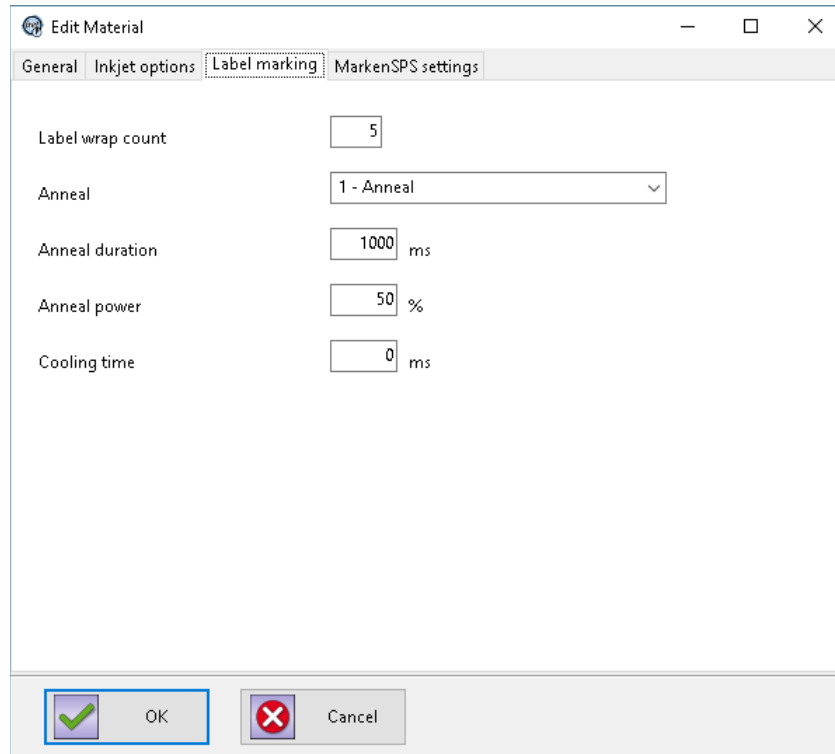 Edit Material
General Inkjet options Label marking MarkenSPS settings
Label wrap count 5
Anneal 1 - Anneal
Anneal duration 1000 ms
Anneal power 50 %
Cooling time 0 ms
OK Cancel